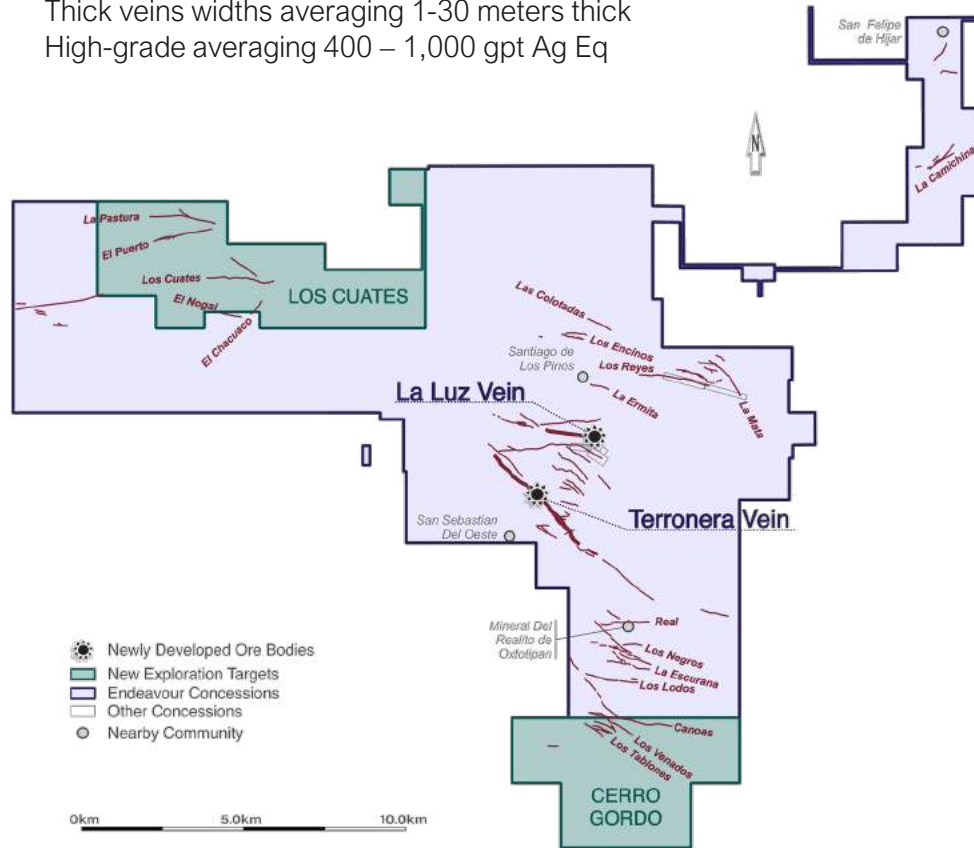 Thick veins widths averaging 1-30 meters thick
High-grade averaging 400 – 1,000 gpt Ag Eq
San Felipe
de Hijar
N
La Camichina
La Pastura
El Puerto
Los Cuates
El Nogal
El Chacuaco
LOS CUATES
Las Colotadas
Los Encinos
Santiago de
Los Pinos
Los Reyes
La Ermita
La Mata
La Luz Vein
Terronera Vein
San Sebastian
Del Oeste
Mineral Del
Realito de
Oxtotipan
Real
Los Negros
La Escurana
Los Lodos
Canoas
Los Venados
Los Tablones
CERRO
GORDO
Newly Developed Ore Bodies
New Exploration Targets
Endeavour Concessions
Other Concessions
Nearby Community
0km 5.0km 10.0km